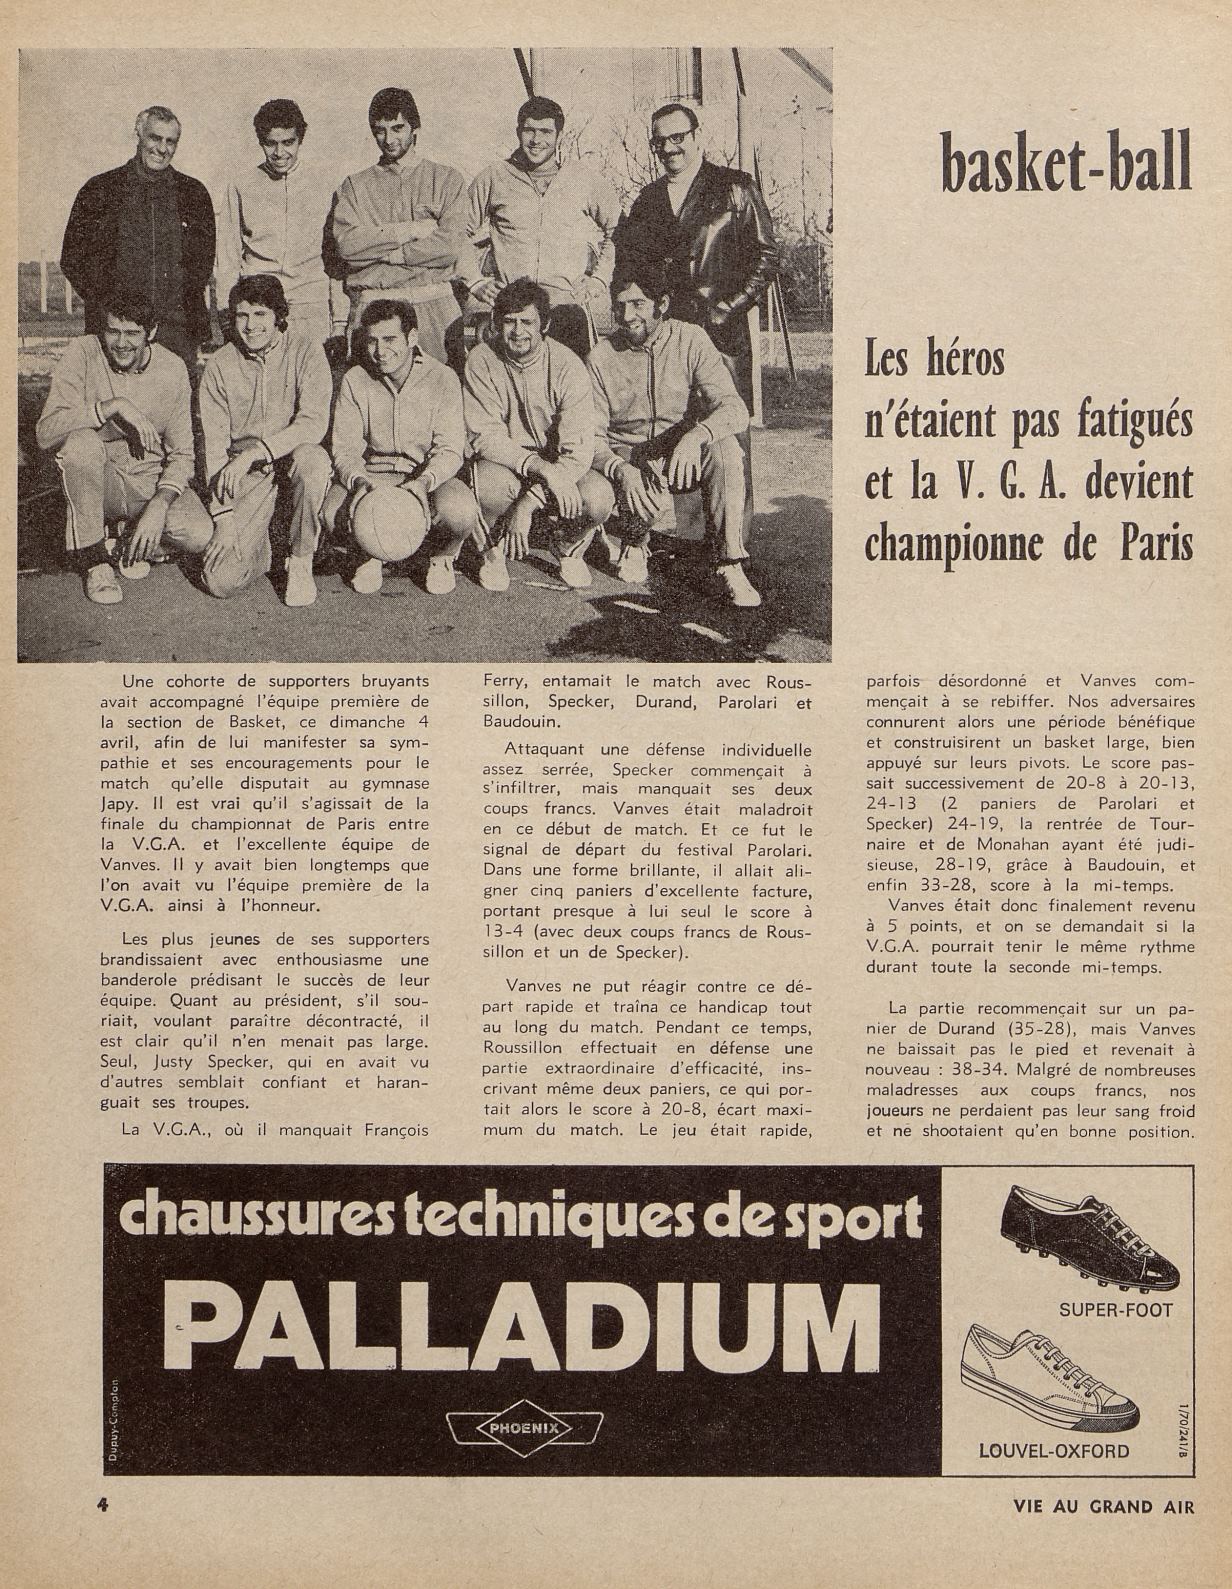 basket-ball
Les héros
n'étaient pas fatigués
et la V. G. A. devient
championne de Paris
Une cohorte de supporters bruyants
avait accompagné l'équipe première de
la section de Basket, ce dimanche 4
avril, afin de lui manifester sa sym-
pathie et ses encouragements pour le
match qu'elle disputait au gymnase
Japy. Il est vrai qu'il s'agissait de la
finale du championnat de Paris entre
la V.G.A. et l'excellente équipe de
Vanves. Il y avait bien longtemps que
l'on avait vu l'équipe première de la
V.G.A. ainsi à l'honneur.
Les plus jeunes de ses supporters
brandissaient avec enthousiasme une
banderole prédisant le succès de leur
équipe. Quant au président, s'il sou-
riait, voulant paraître décontracté, il
est clair qu'il n'en menait pas large.
Seul, Justy Specker, qui en avait vu
d'autres semblait confiant et haran-
guait ses troupes.
La V.G.A., où il manquait François
Ferry, entamait le match avec Rous-
sillon, Specker, Durand, Parolari et
Baudouin.
Attaquant une défense individuelle
assez serrée, Specker commençait à
s'infiltrer, mais manquait ses deux
coups francs. Vanves était maladroit
en ce début de match. Et ce fut le
signal de départ du festival Parolari.
Dans une forme brillante, il allait ali-
gner cinq paniers d'excellente facture,
portant presque à lui seul le score à
13-4 (avec deux coups francs de Rous-
sillon et un de Specker).
Vanves ne put réagir contre ce dé-
part rapide et traîna ce handicap tout
au long du match. Pendant ce temps,
Roussillon effectuait en défense une
partie extraordinaire d'efficacité, ins-
crivant même deux paniers, ce qui por-
tait alors le score à 20-8, écart maxi-
mum du match. Le jeu était rapide,
parfois désordonné et Vanves com-
mençait à se rebiffer. Nos adversaires
connurent alors une période bénéfique
et construisirent un basket large, bien
appuyé sur leurs pivots. Le score pas-
sait successivement de 20-8 à 20-13,
24-13 (2 paniers de Parolari et
Specker) 24-19, la rentrée de Tour-
naire et de Monahan ayant été judi-
sieuse, 28-19, grâce à Baudouin, et
enfin 33-28, score à la mi-temps.
Vanves était donc finalement revenu
à 5 points, et on se demandait si la
V.G.A. pourrait tenir le même rythme
durant toute la seconde mi-temps.
La partie recommençait sur un pa-
nier de Durand (35-28), mais Vanves
ne baissait pas le pied et revenait à
nouveau : 38-34. Malgré de nombreuses
maladresses aux coups francs, nos
joueurs ne perdaient pas leur sang froid
et ne shootaient qu'en bonne position.
chaussures techniques de sport
PALLADIUM
PHOENIX
Dupuy-Compton
SUPER-FOOT
LOUVEL-OXFORD
1/70/241/B
4
VIE AU GRAND AIR